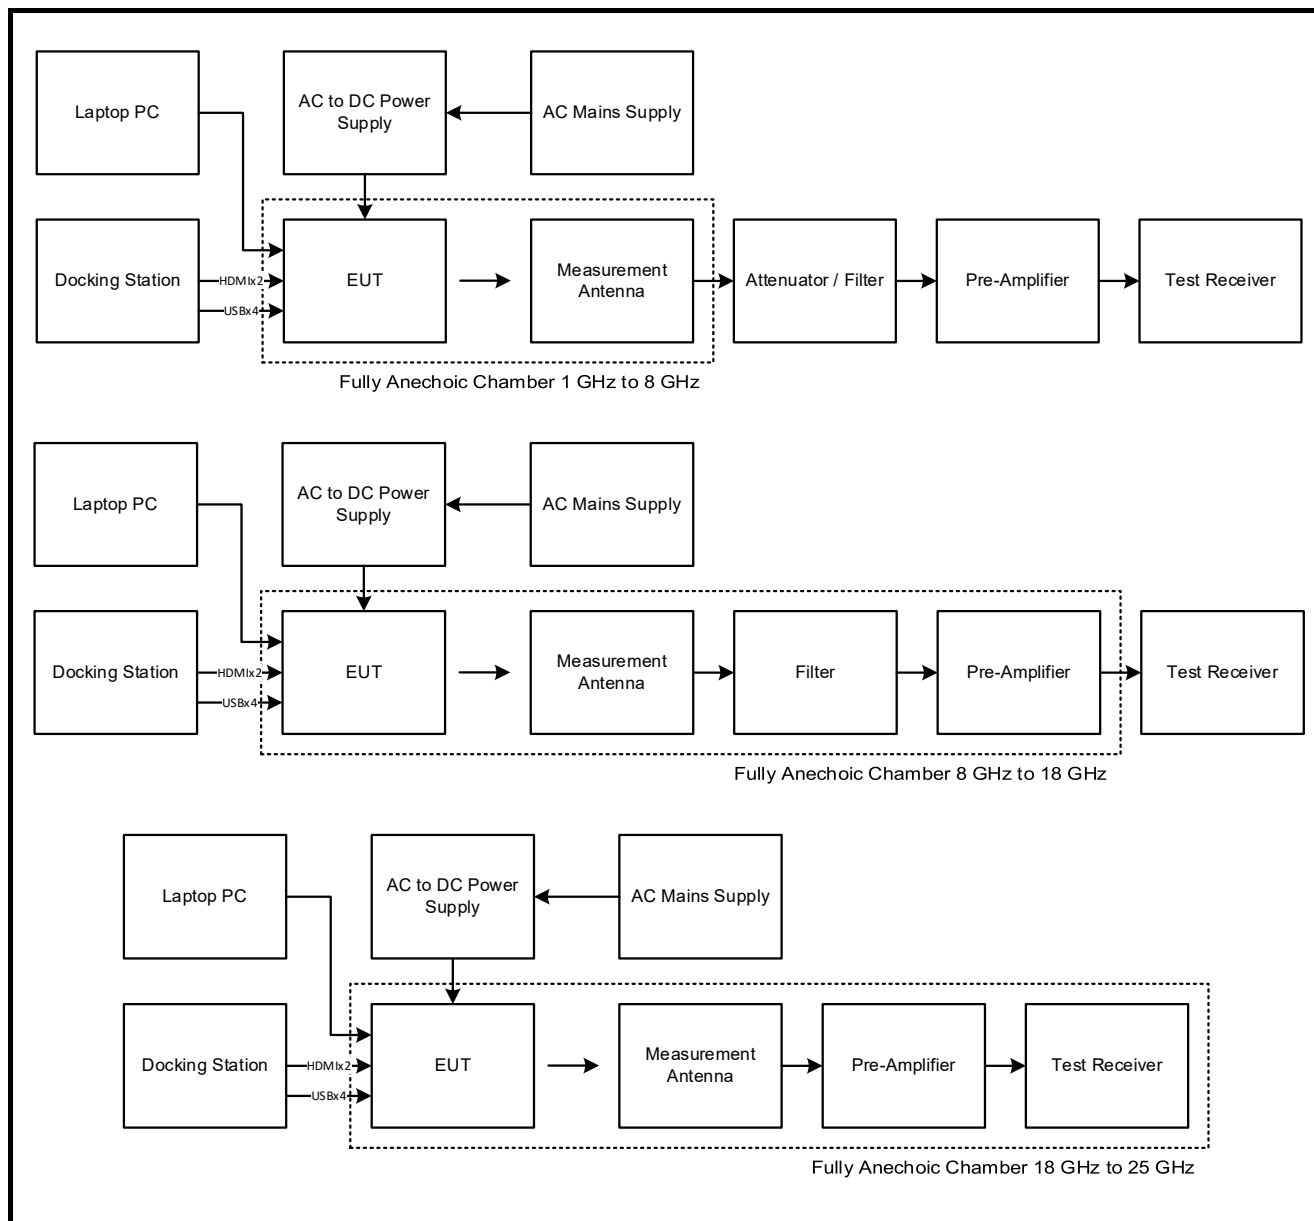 Laptop PC
AC to DC Power
Supply
AC Mains Supply
Docking Station
HDMIx2
USBx4
EUT
Measurement
Antenna
Attenuator / Filter
Pre-Amplifier
Test Receiver
Fully Anechoic Chamber 1 GHz to 8 GHz
Laptop PC
AC to DC Power
Supply
AC Mains Supply
Docking Station
HDMIx2
USBx4
EUT
Measurement
Antenna
Filter
Pre-Amplifier
Test Receiver
Fully Anechoic Chamber 8 GHz to 18 GHz
Laptop PC
AC to DC Power
Supply
AC Mains Supply
Docking Station
HDMIx2
USBx4
EUT
Measurement
Antenna
Pre-Amplifier
Test Receiver
Fully Anechoic Chamber 18 GHz to 25 GHz